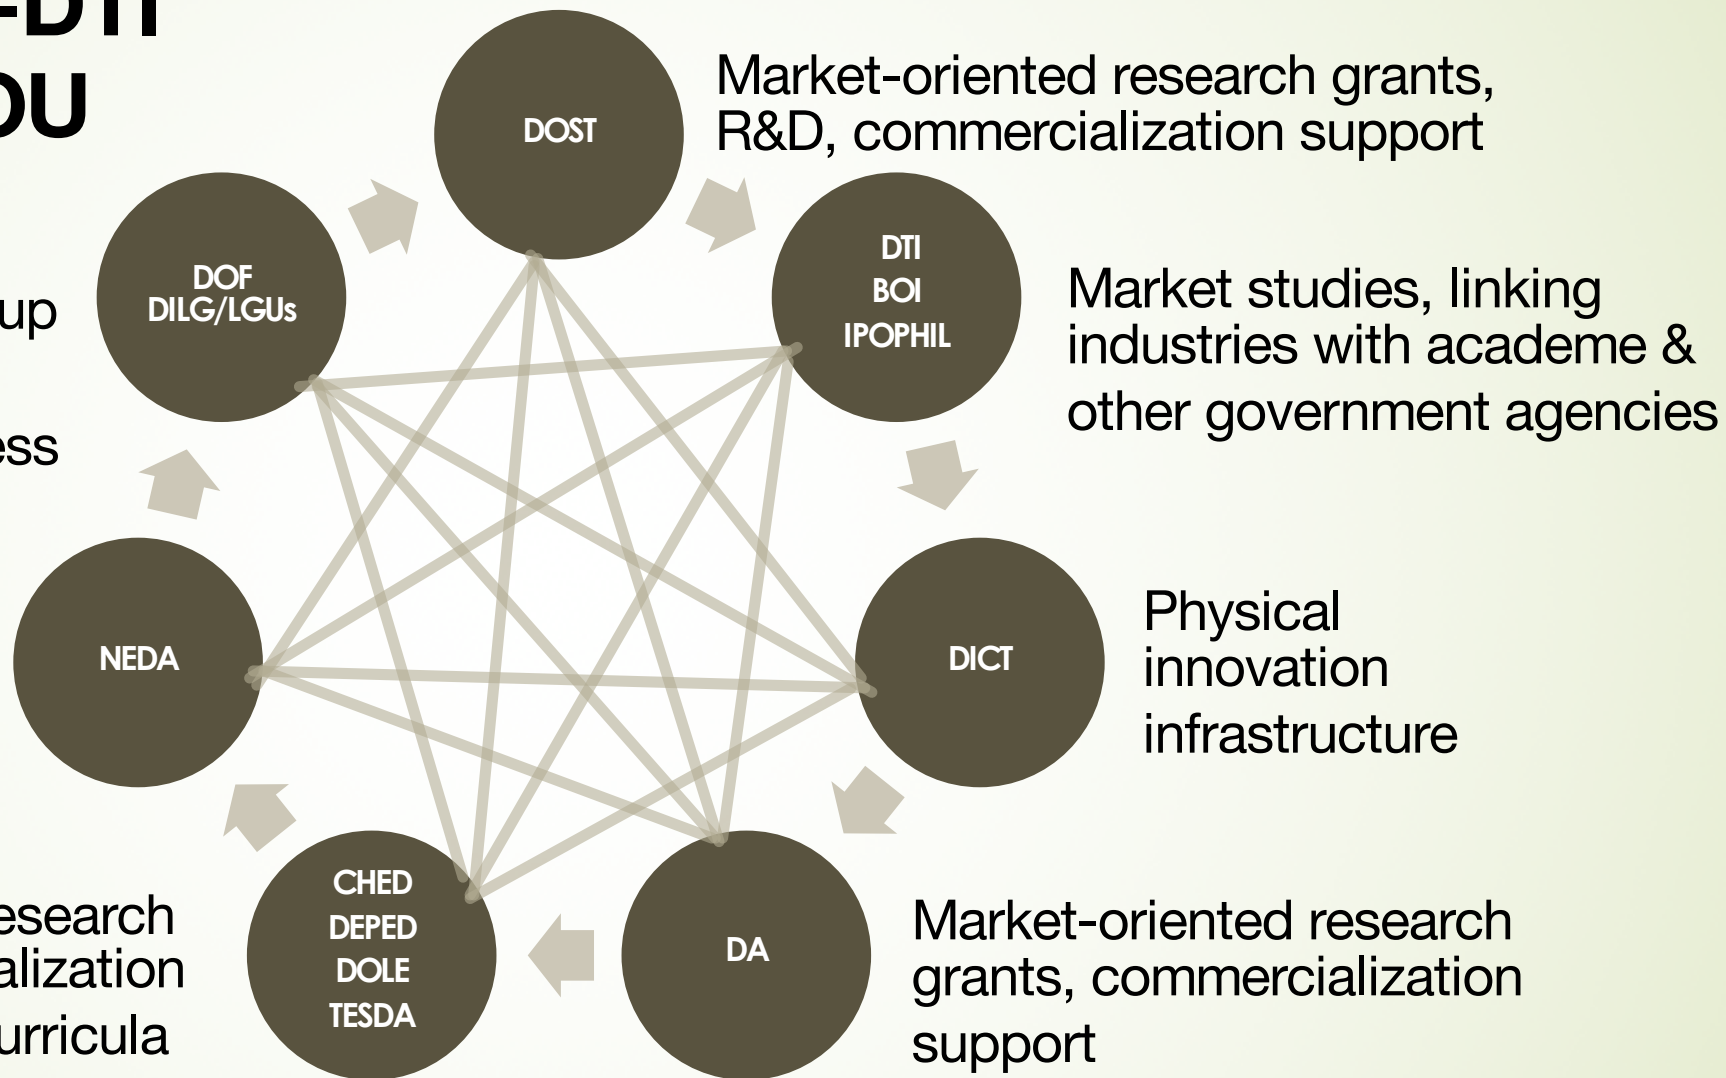 -DTI
OU
DOST
Market-oriented research grants,
R&D, commercialization support
DOF
DILG/LGUs
up
ess
DTI
BOI
IPOPHIL
Market studies, linking
industries with academe &
other government agencies
NEDA
DICT
Physical
innovation
infrastructure
esearch
alization
urricula
CHED
DEPED
DOLE
TESDA
DA
Market-oriented research
grants, commercialization
support